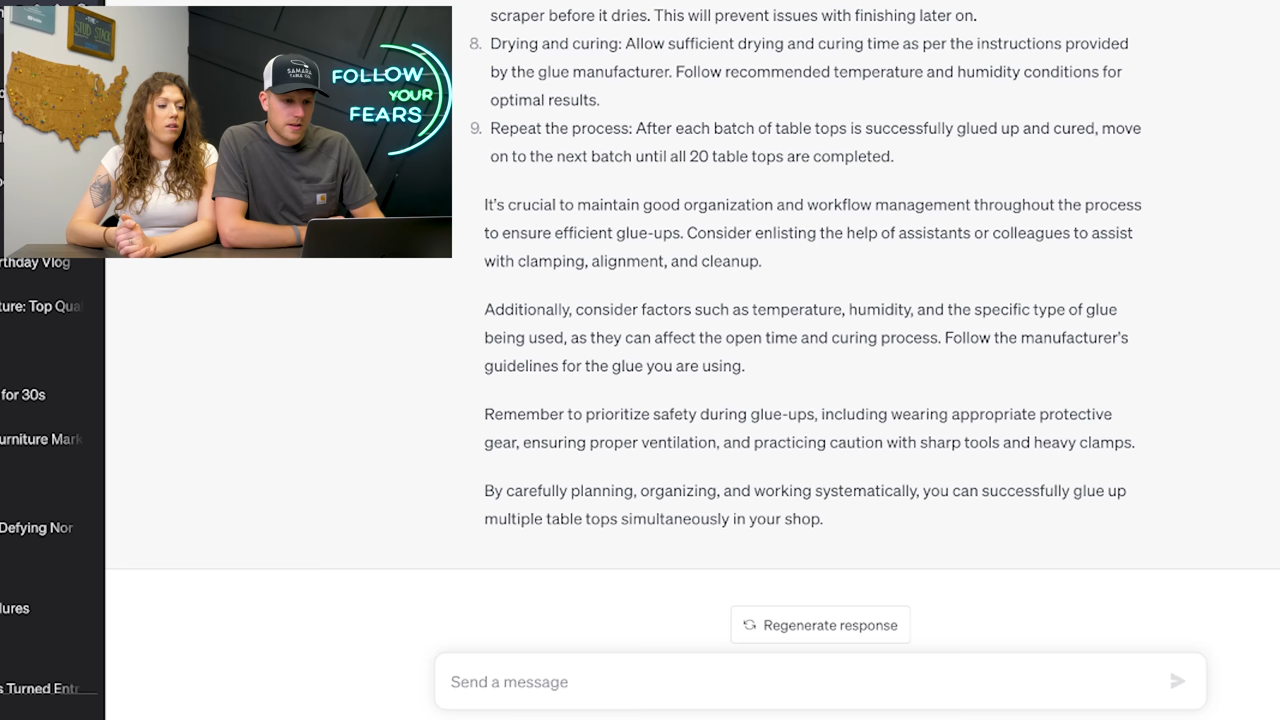 THE
STUD STACK
SAMARA
TABLE CO.
FOLLOW
YOUR
FEARS
carhartt
scraper before it dries. This will prevent issues with finishing later on.
8. Drying and curing: Allow sufficient drying and curing time as per the instructions provided
by the glue manufacturer. Follow recommended temperature and humidity conditions for
optimal results.
9. Repeat the process: After each batch of table tops is successfully glued up and cured, move
on to the next batch until all 20 table tops are completed.
It's crucial to maintain good organization and workflow management throughout the process
to ensure efficient glue-ups. Consider enlisting the help of assistants or colleagues to assist
with clamping, alignment, and cleanup.
Additionally, consider factors such as temperature, humidity, and the specific type of glue
being used, as they can affect the open time and curing process. Follow the manufacturer's
guidelines for the glue you are using.
Remember to prioritize safety during glue-ups, including wearing appropriate protective
gear, ensuring proper ventilation, and practicing caution with sharp tools and heavy clamps.
By carefully planning, organizing, and working systematically, you can successfully glue up
multiple table tops simultaneously in your shop.
rthday Vlog
ture: Top Qua
for 30s
urniture Mark
Defying Nor
lures
s Turned Entr
Regenerate response
Send a message